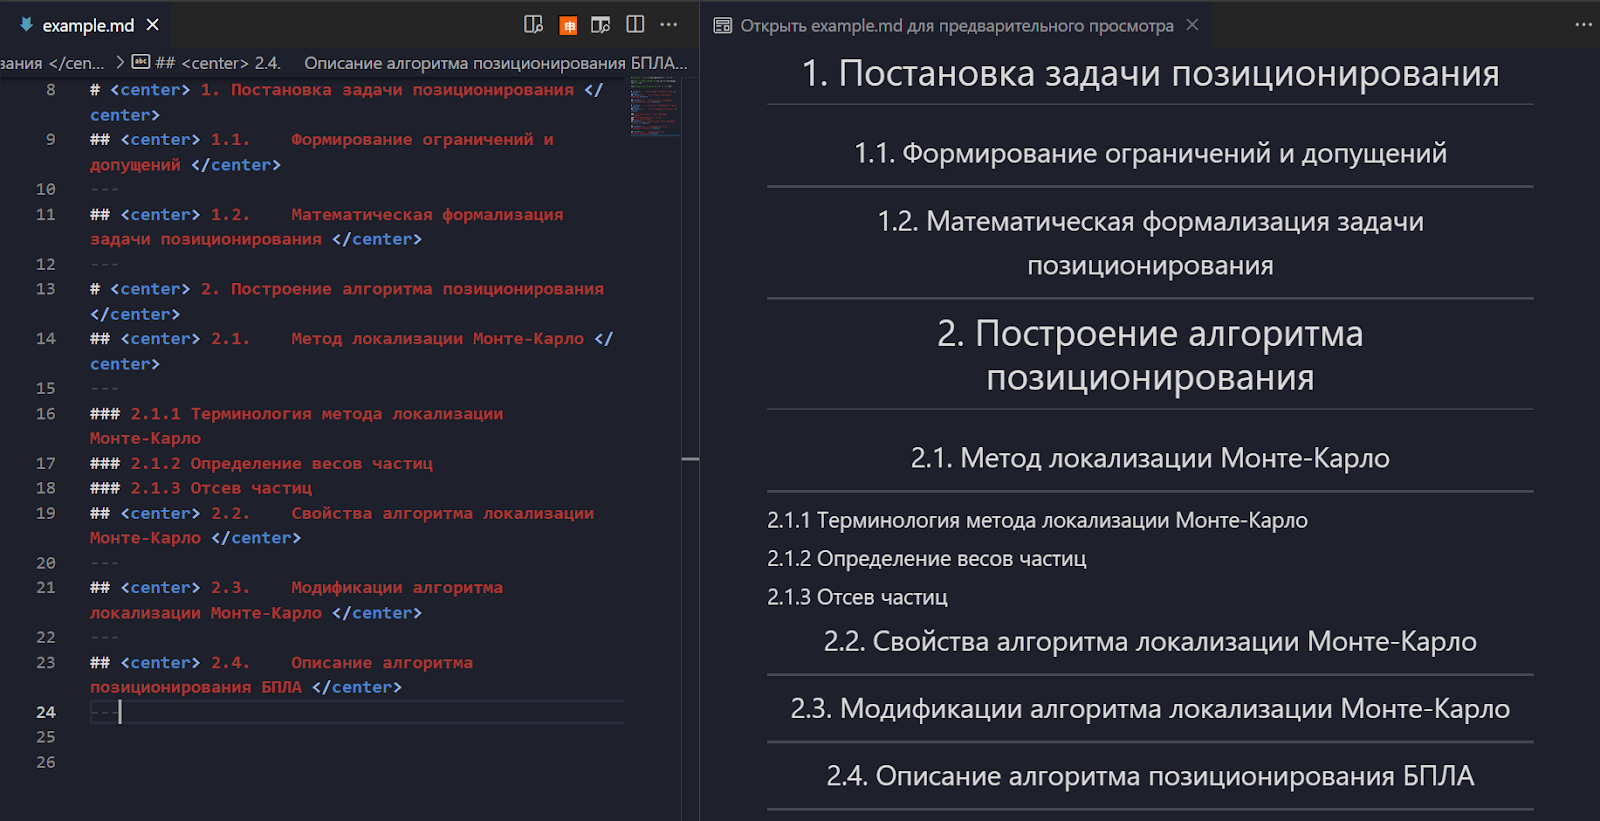 example.md
Открыть example.md для предварительного просмотра
вания </cen... > ## <center> 2.4. Описание алгоритма позиционирования БПЛА...
8 # <center> 1. Постановка задачи позиционирования </
center>
9 ## <center> 1.1. Формирование ограничений и
допущений </center>
10 ---
11 ## <center> 1.2. Математическая формализация
задачи позиционирования </center>
12 ---
13 # <center> 2. Построение алгоритма позиционирования
</center>
14 ## <center> 2.1. Метод локализации Монте-Карло </
center>
15 ---
16 ### 2.1.1 Терминология метода локализации
Монте-Карло
17 ### 2.1.2 Определение весов частиц
18 ### 2.1.3 Отсев частиц
19 ## <center> 2.2. Свойства алгоритма локализации
Монте-Карло </center>
20 ---
21 ## <center> 2.3. Модификации алгоритма
локализации Монте-Карло </center>
22 ---
23 ## <center> 2.4. Описание алгоритма
позиционирования БПЛА </center>
24 ---
25
26
1. Постановка задачи позиционирования
1.1. Формирование ограничений и допущений
1.2. Математическая формализация задачи
позиционирования
2. Построение алгоритма
позиционирования
2.1. Метод локализации Монте-Карло
2.1.1 Терминология метода локализации Монте-Карло
2.1.2 Определение весов частиц
2.1.3 Отсев частиц
2.2. Свойства алгоритма локализации Монте-Карло
2.3. Модификации алгоритма локализации Монте-Карло
2.4. Описание алгоритма позиционирования БПЛА